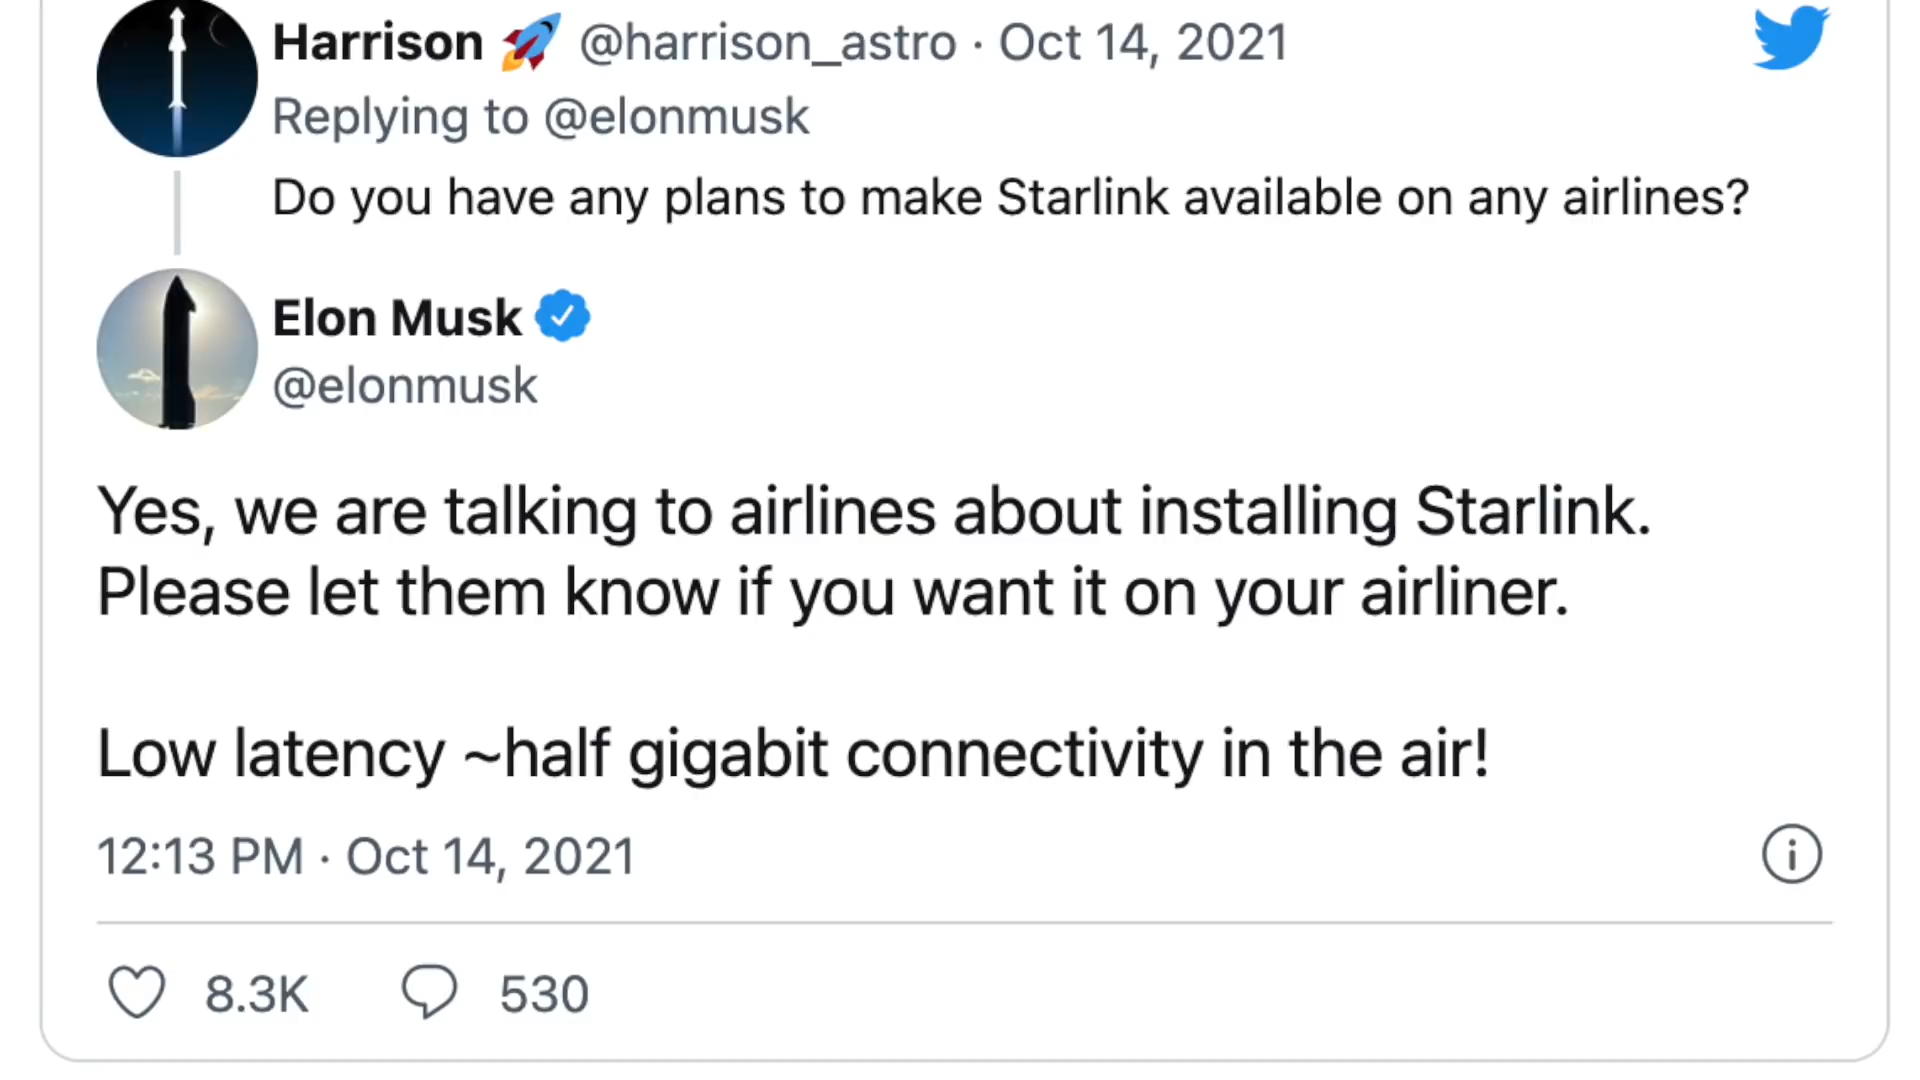 Harrison 🚀 @harrison_astro · Oct 14, 2021
Replying to @elonmusk
Do you have any plans to make Starlink available on any airlines?
Elon Musk
@elonmusk
Yes, we are talking to airlines about installing Starlink.
Please let them know if you want it on your airliner.
Low latency ~half gigabit connectivity in the air!
12:13 PM · Oct 14, 2021
8.3K 530